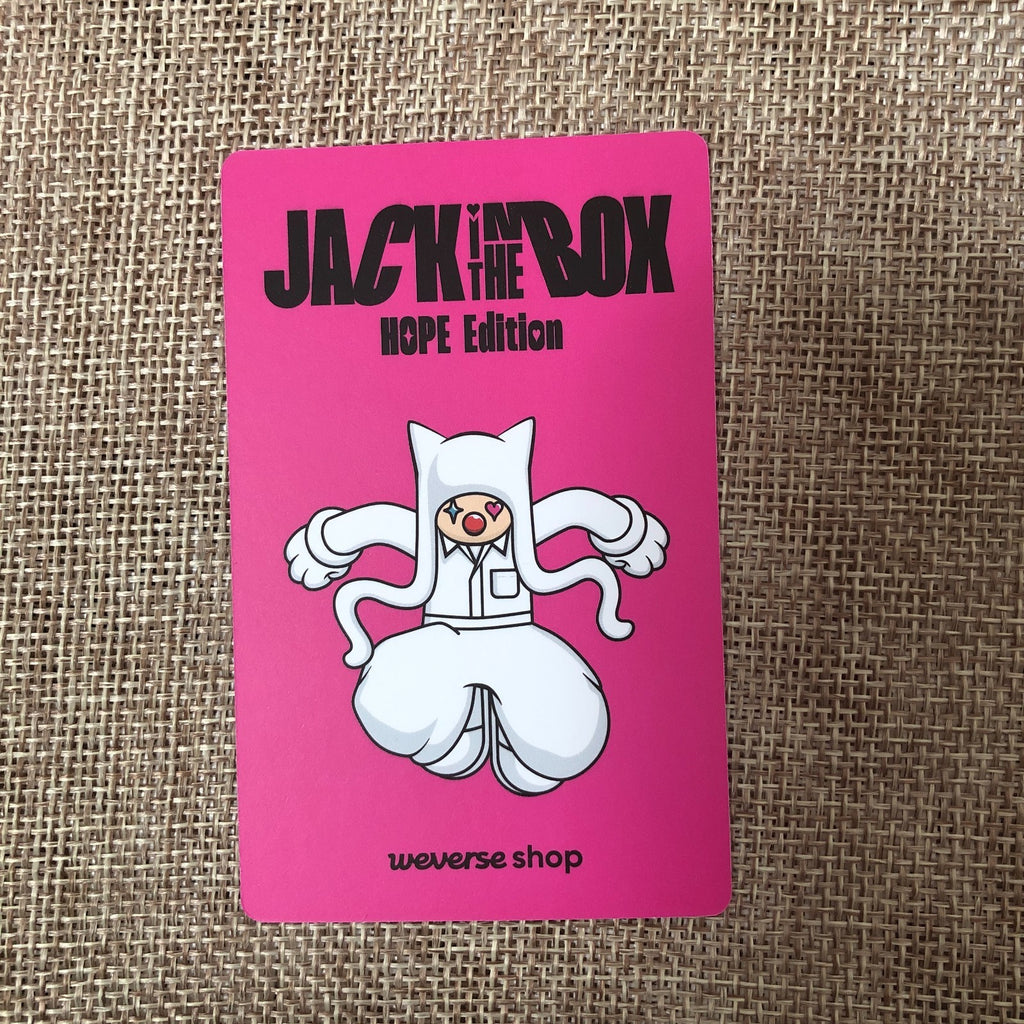 JACK iN THE BOX
HOPE Edition
weverse shop